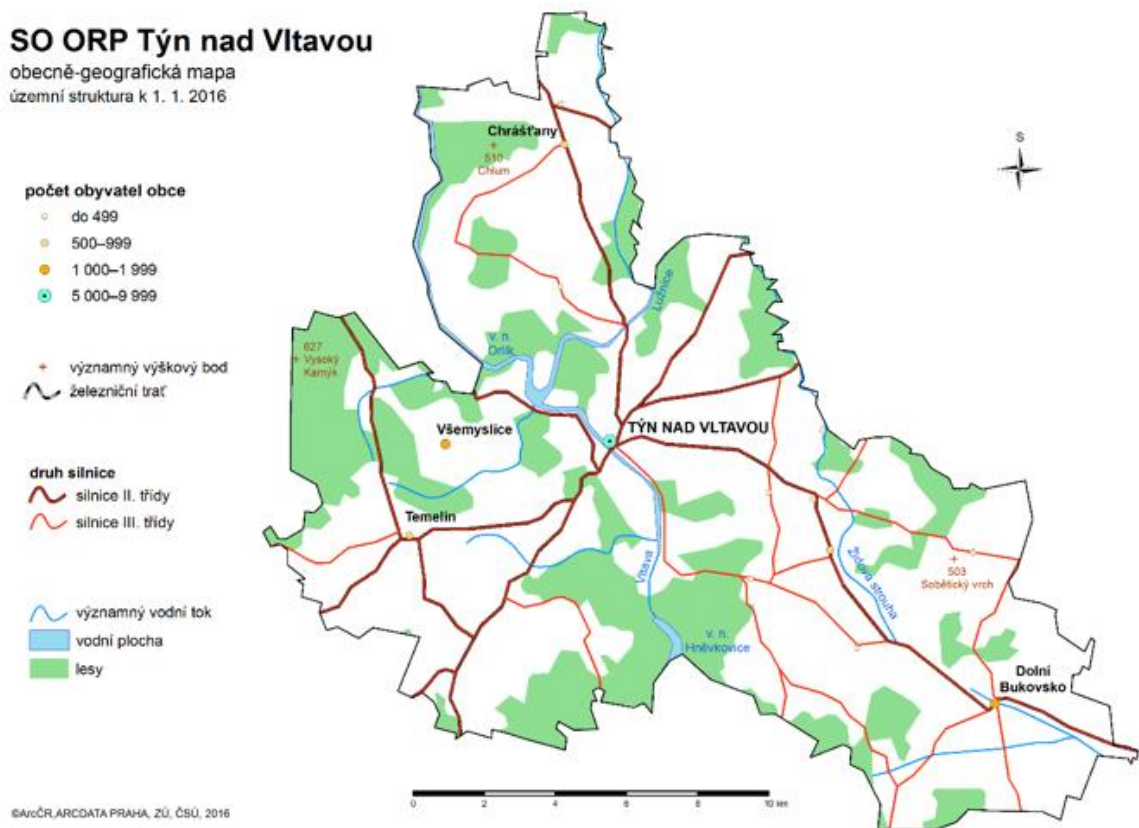 SO ORP Týn nad Vltavou
obecně-geografická mapa
územní struktura k 1. 1. 2016
počet obyvatel obce
do 499
500–999
1 000–1 999
5 000–9 999
významný výškový bod
železniční trať
druh silnice
silnice II. třídy
silnice III. třídy
významný vodní tok
vodní plocha
lesy
S
Chrášťany
510
Chlum
Lužnice
v. n.
Orlík
627
Vysoký
Kamýk
Všemyslice
TÝN NAD VLTAVOU
Temelín
Vltava
Židova strouha
503
Sobětický vrch
v. n.
Hněvkovice
Dolní
Bukovsko
0 2 4 6 8 10 km
©ArcČR,ARCDATA PRAHA, ZÚ, ČSÚ, 2016